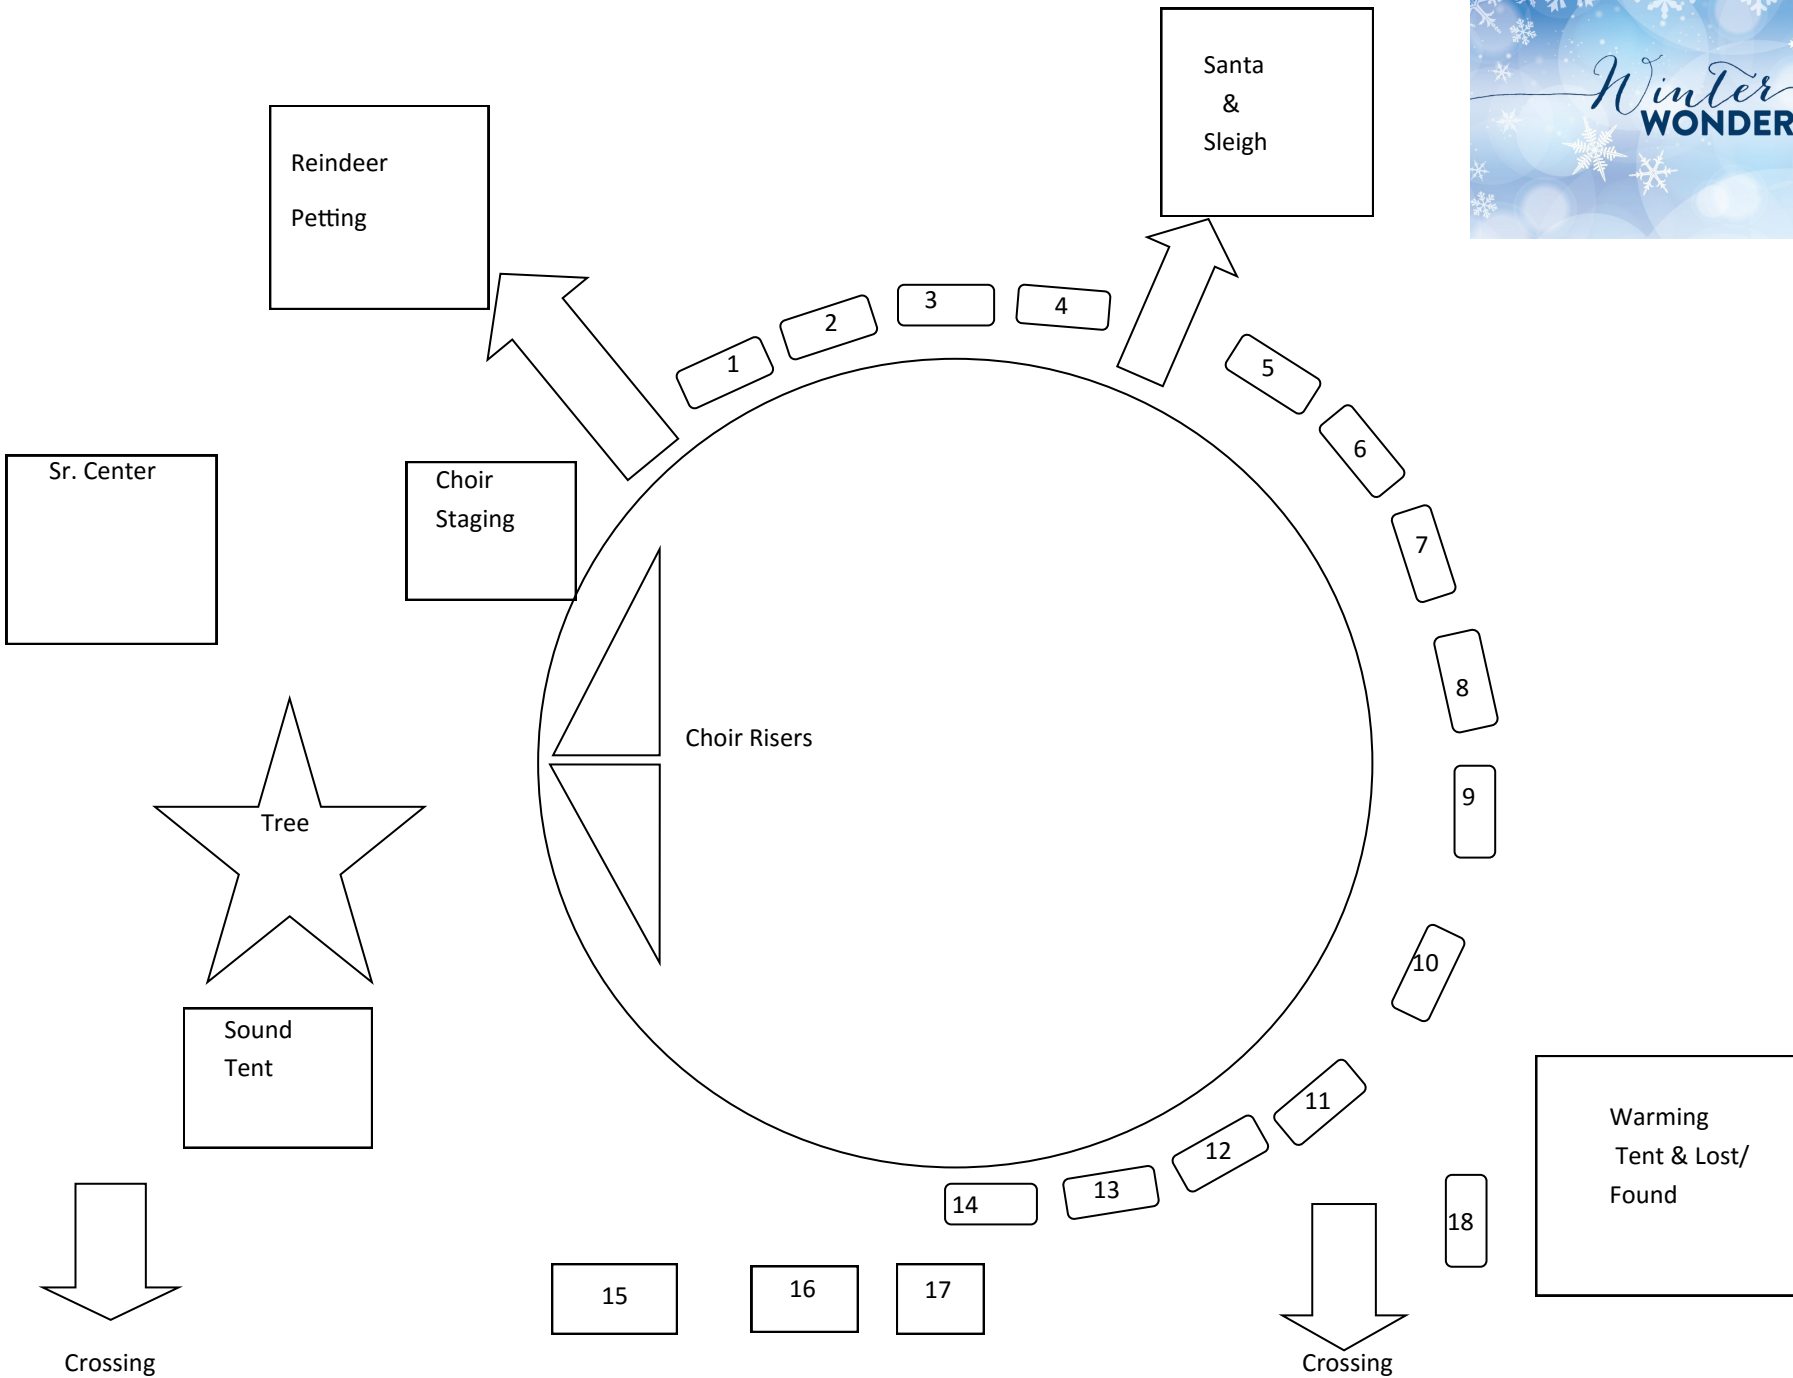 Santa
&
Sleigh
Winter
WONDER
Reindeer
Petting
1
2
3
4
5
6
7
8
9
10
11
12
13
14
15
16
17
18
Sr. Center
Choir
Staging
Choir Risers
Tree
Sound
Tent
Warming
Tent & Lost/
Found
Crossing
Crossing